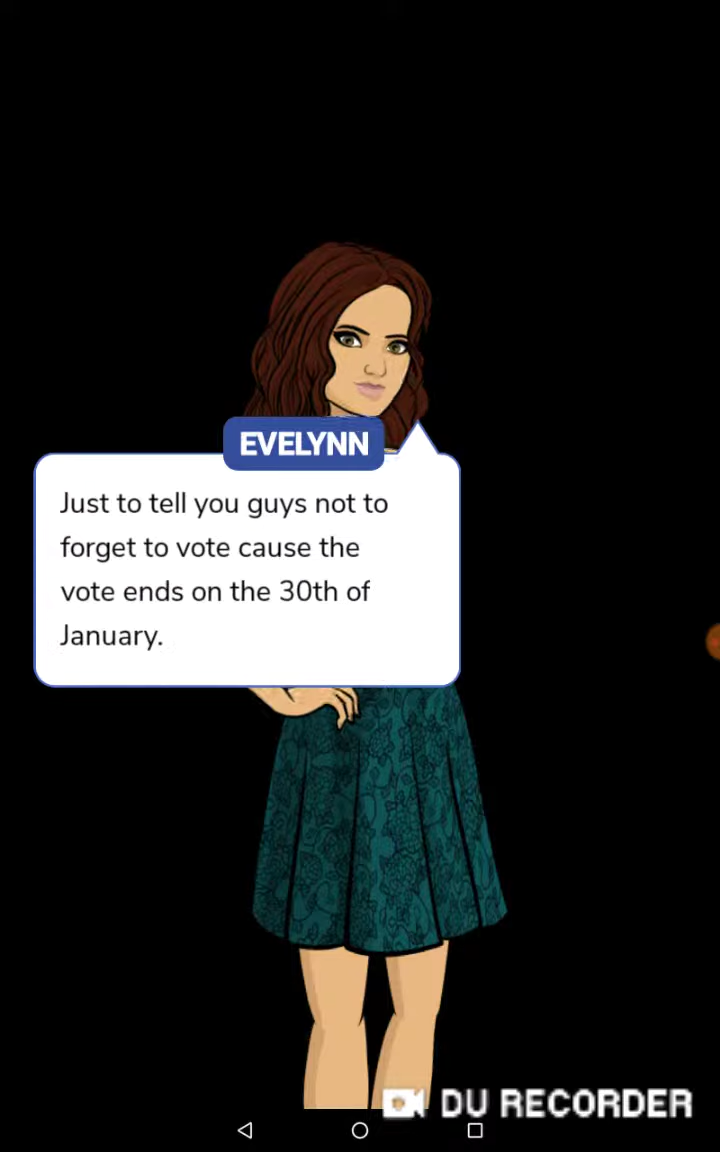 EVELYNN
Just to tell you guys not to
forget to vote cause the
vote ends on the 30th of
January.
DU RECORDER